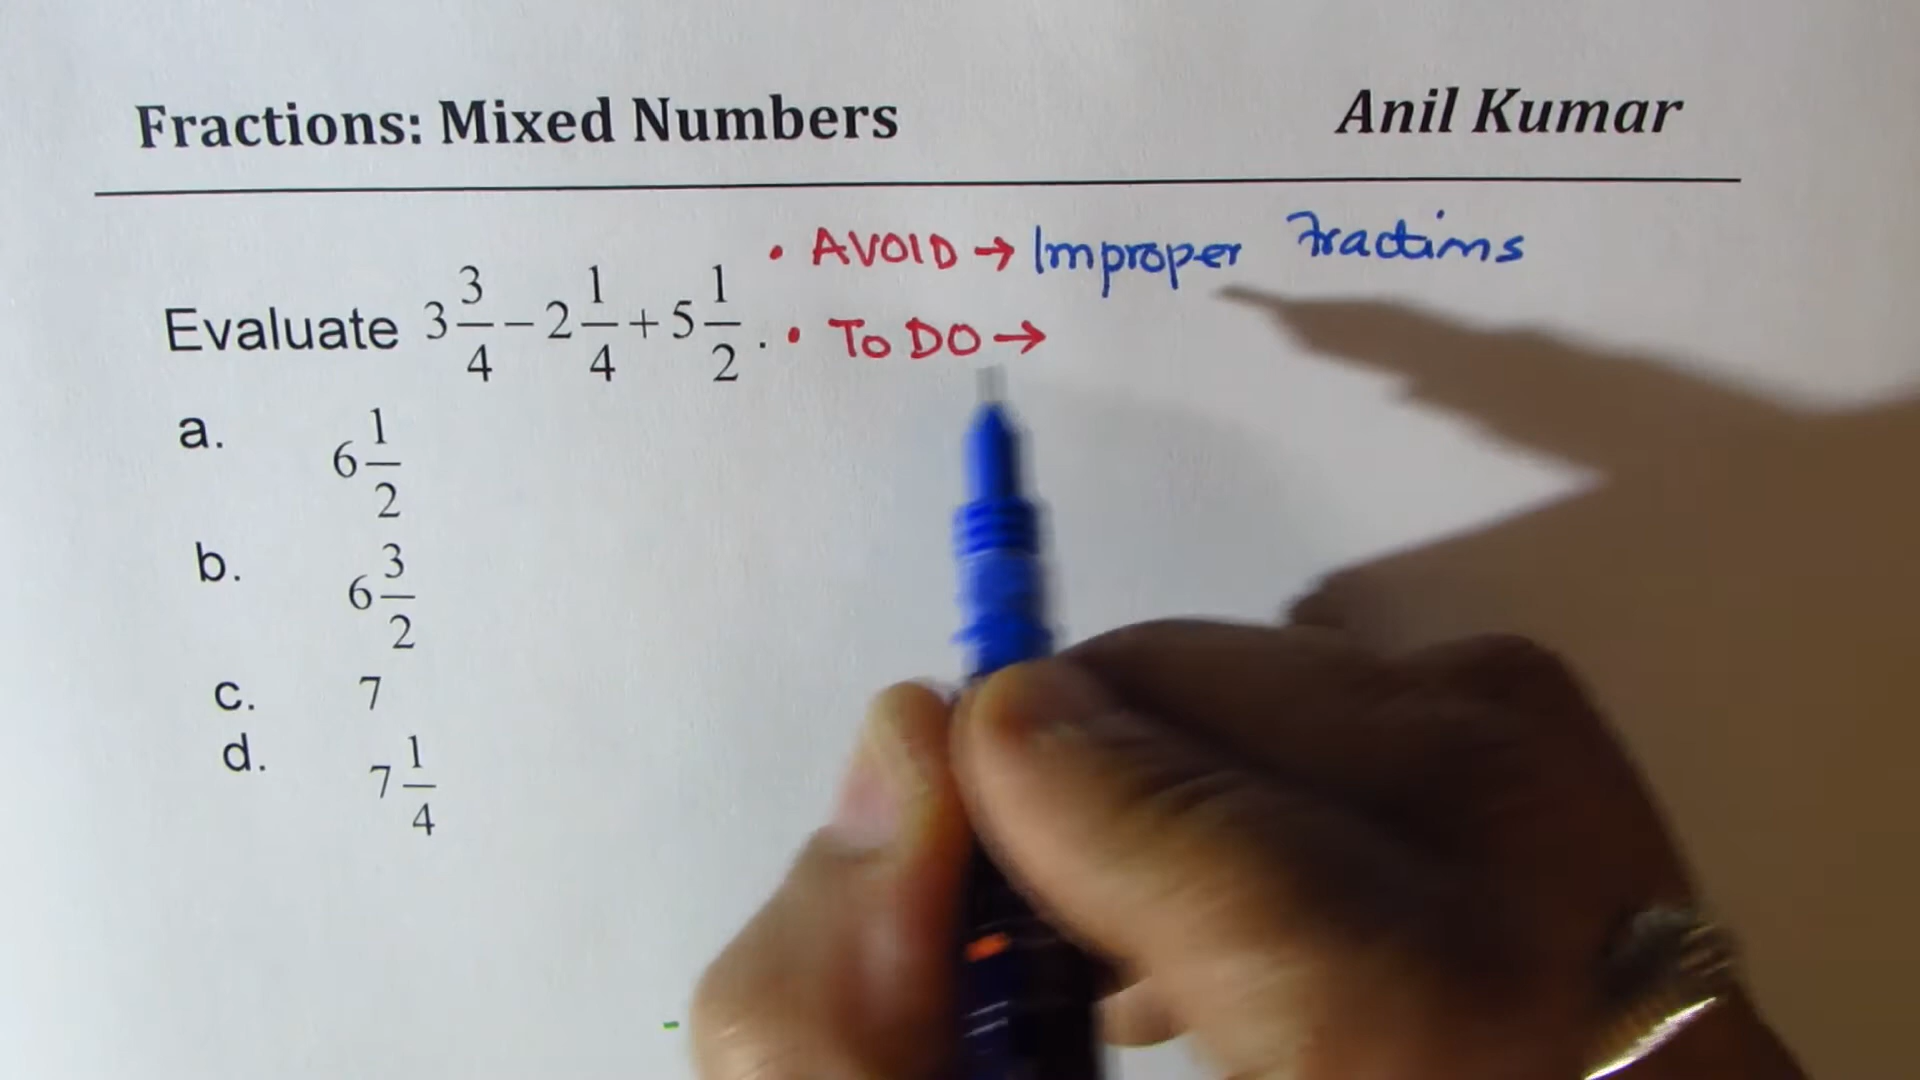 Fractions: Mixed Numbers Anil Kumar
• AVOID → Improper Fractions
Evaluate 3 3/4 − 2 1/4 + 5 1/2 . • To DO →
a. 6 1/2
b. 6 3/2
c. 7
d. 7 1/4